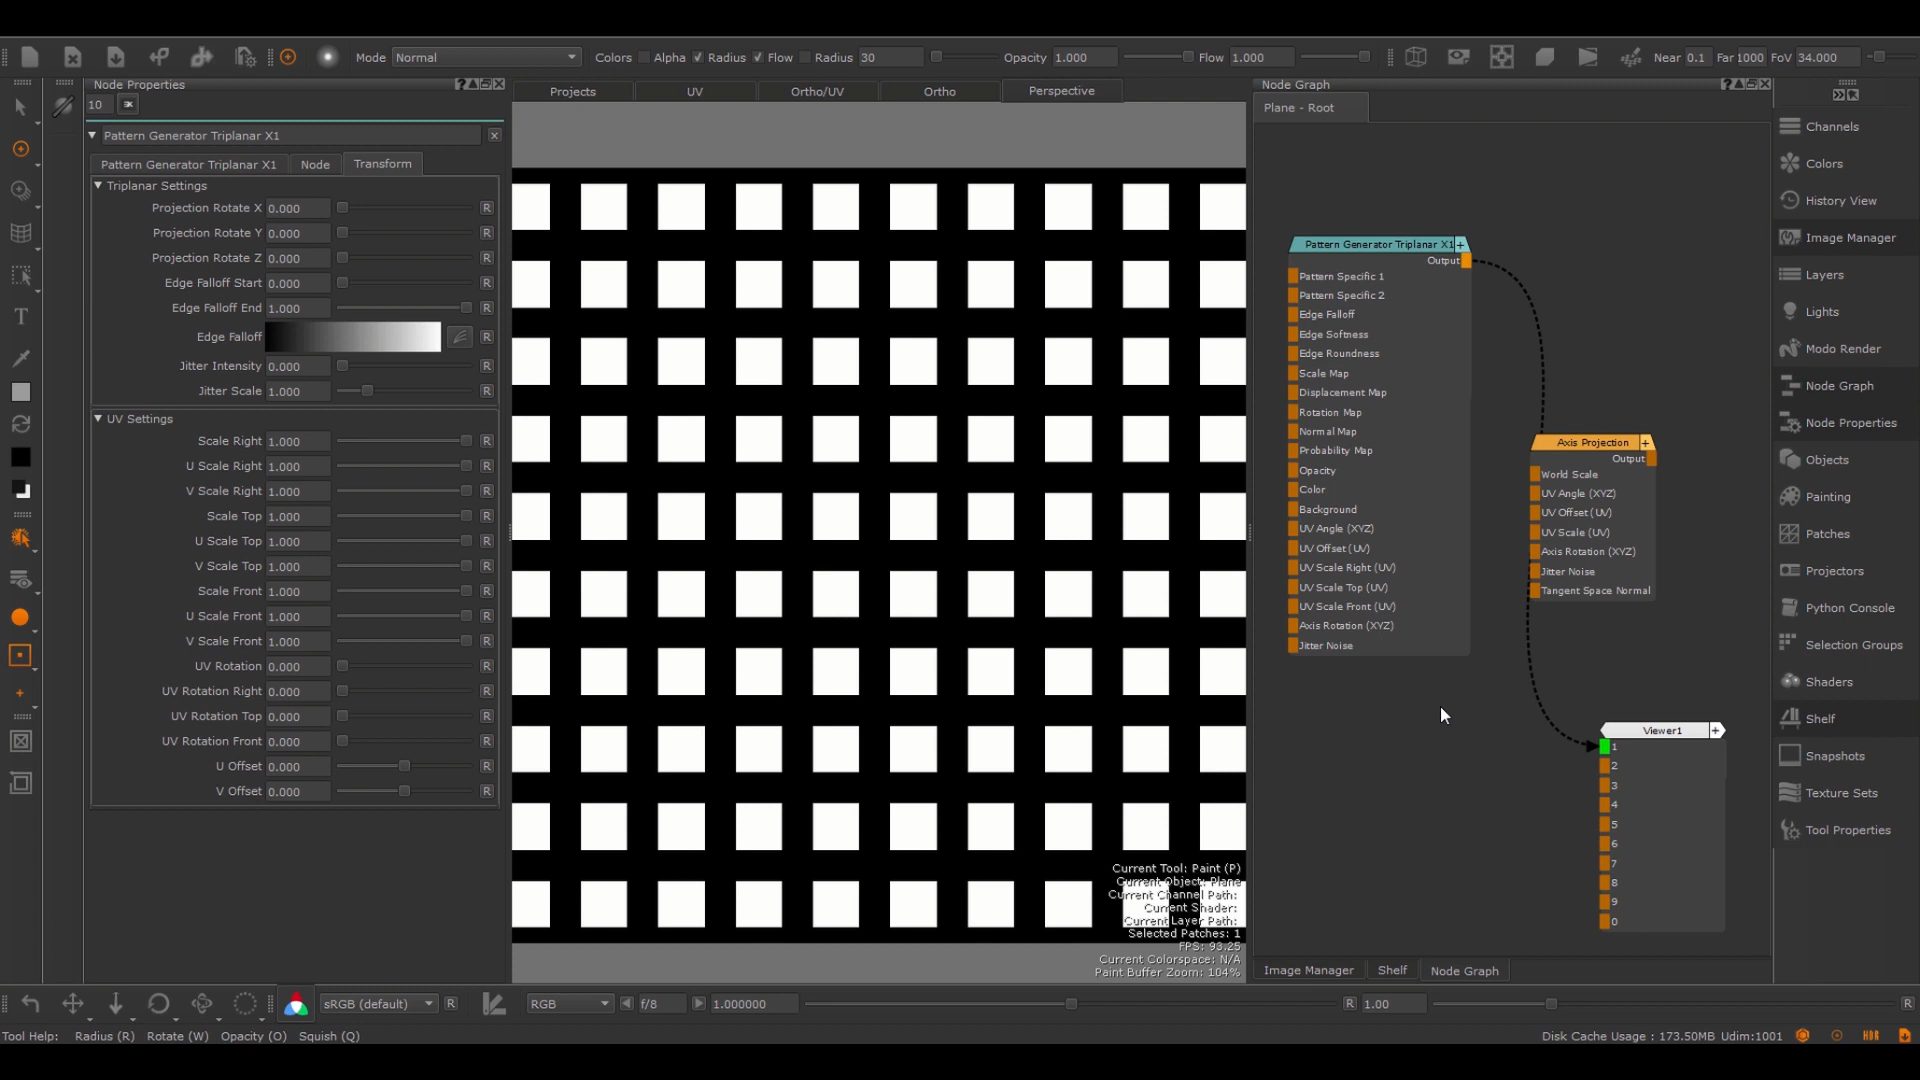 Mode Normal Colors Alpha Radius Flow Radius 30 Opacity 1.000 Flow 1.000 Near 0.1 Far 1000 FoV 34.000
Node Properties
10
Pattern Generator Triplanar X1
Pattern Generator Triplanar X1 Node Transform
Triplanar Settings
Projection Rotate X 0.000 R
Projection Rotate Y 0.000 R
Projection Rotate Z 0.000 R
Edge Falloff Start 0.000 R
Edge Falloff End 1.000 R
Edge Falloff R
Jitter Intensity 0.000 R
Jitter Scale 1.000 R
UV Settings
Scale Right 1.000 R
U Scale Right 1.000 R
V Scale Right 1.000 R
Scale Top 1.000 R
U Scale Top 1.000 R
V Scale Top 1.000 R
Scale Front 1.000 R
U Scale Front 1.000 R
V Scale Front 1.000 R
UV Rotation 0.000 R
UV Rotation Right 0.000 R
UV Rotation Top 0.000 R
UV Rotation Front 0.000 R
U Offset 0.000 R
V Offset 0.000 R
Projects UV Ortho/UV Ortho Perspective
Current Tool: Paint (P)
Current Object: Plane
Current Channel Path:
Current Shader:
Current Layer Path:
Selected Patches: 1
FPS: 93.25
Current Colorspace: N/A
Paint Buffer Zoom: 104%
Node Graph
Plane - Root
Pattern Generator Triplanar X1 +
Output
Pattern Specific 1
Pattern Specific 2
Edge Falloff
Edge Softness
Edge Roundness
Scale Map
Displacement Map
Rotation Map
Normal Map
Probability Map
Opacity
Color
Background
UV Angle (XYZ)
UV Offset (UV)
UV Scale Right (UV)
UV Scale Top (UV)
UV Scale Front (UV)
Axis Rotation (XYZ)
Jitter Noise
Axis Projection +
Output
World Scale
UV Angle (XYZ)
UV Offset (UV)
UV Scale (UV)
Axis Rotation (XYZ)
Jitter Noise
Tangent Space Normal
Viewer1 +
1
2
3
4
5
6
7
8
9
0
Image Manager Shelf Node Graph
Channels
Colors
History View
Image Manager
Layers
Lights
Modo Render
Node Graph
Node Properties
Objects
Painting
Patches
Projectors
Python Console
Selection Groups
Shaders
Shelf
Snapshots
Texture Sets
Tool Properties
sRGB (default) R RGB f/8 1.000000 R 1.00 R
Tool Help: Radius (R) Rotate (W) Opacity (O) Squish (Q) Disk Cache Usage : 173.50MB Udim:1001 HDR